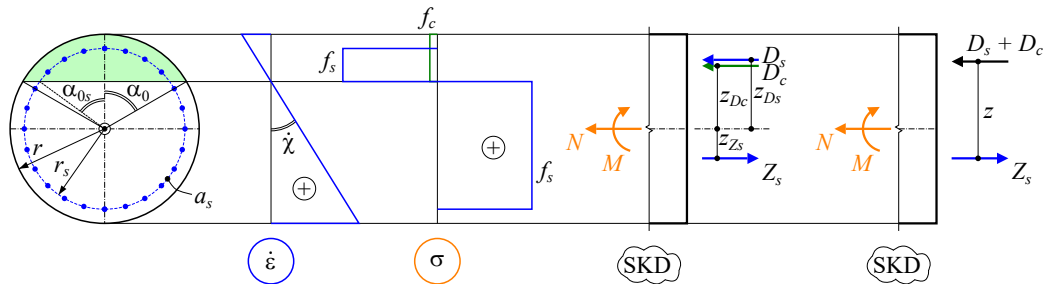 f_c
f_s
D_s
D_c
D_s + D_c
α_0s
α_0
z_Dc
z_Ds
z
χ̇
+
N
M
z_Zs
N
M
r
r_s
+
f_s
Z_s
Z_s
a_s
ε̇
σ
SKD
SKD